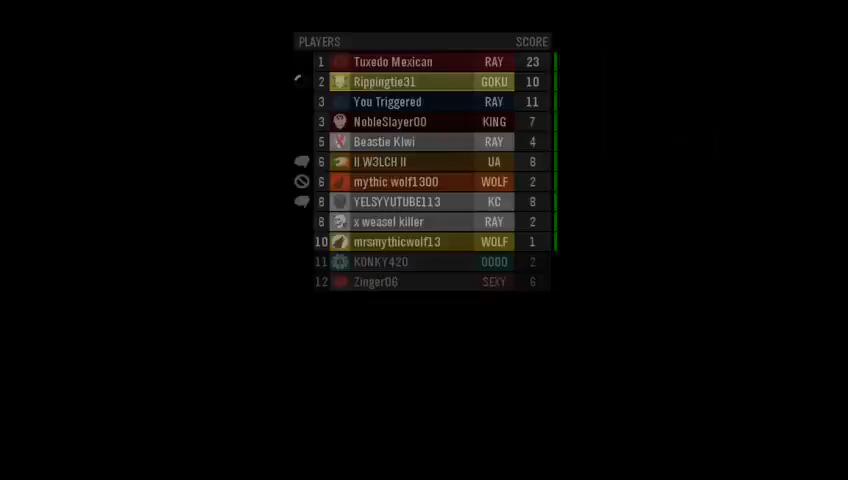 PLAYERS SCORE
1 Tuxedo Mexican RAY 23
2 Rippingtie31 GOKU 10
3 You Triggered RAY 11
3 NobleSlayer00 KING 7
5 Beastie KIwi RAY 4
6 II W3LCH II UA 8
6 mythic wolf1300 WOLF 2
8 YELSYYUTUBE113 KC 8
8 x weasel killer RAY 2
10 mrsmythicwolf13 WOLF 1
11 KONKY420 OOOO 2
12 Zinger06 SEXY 6